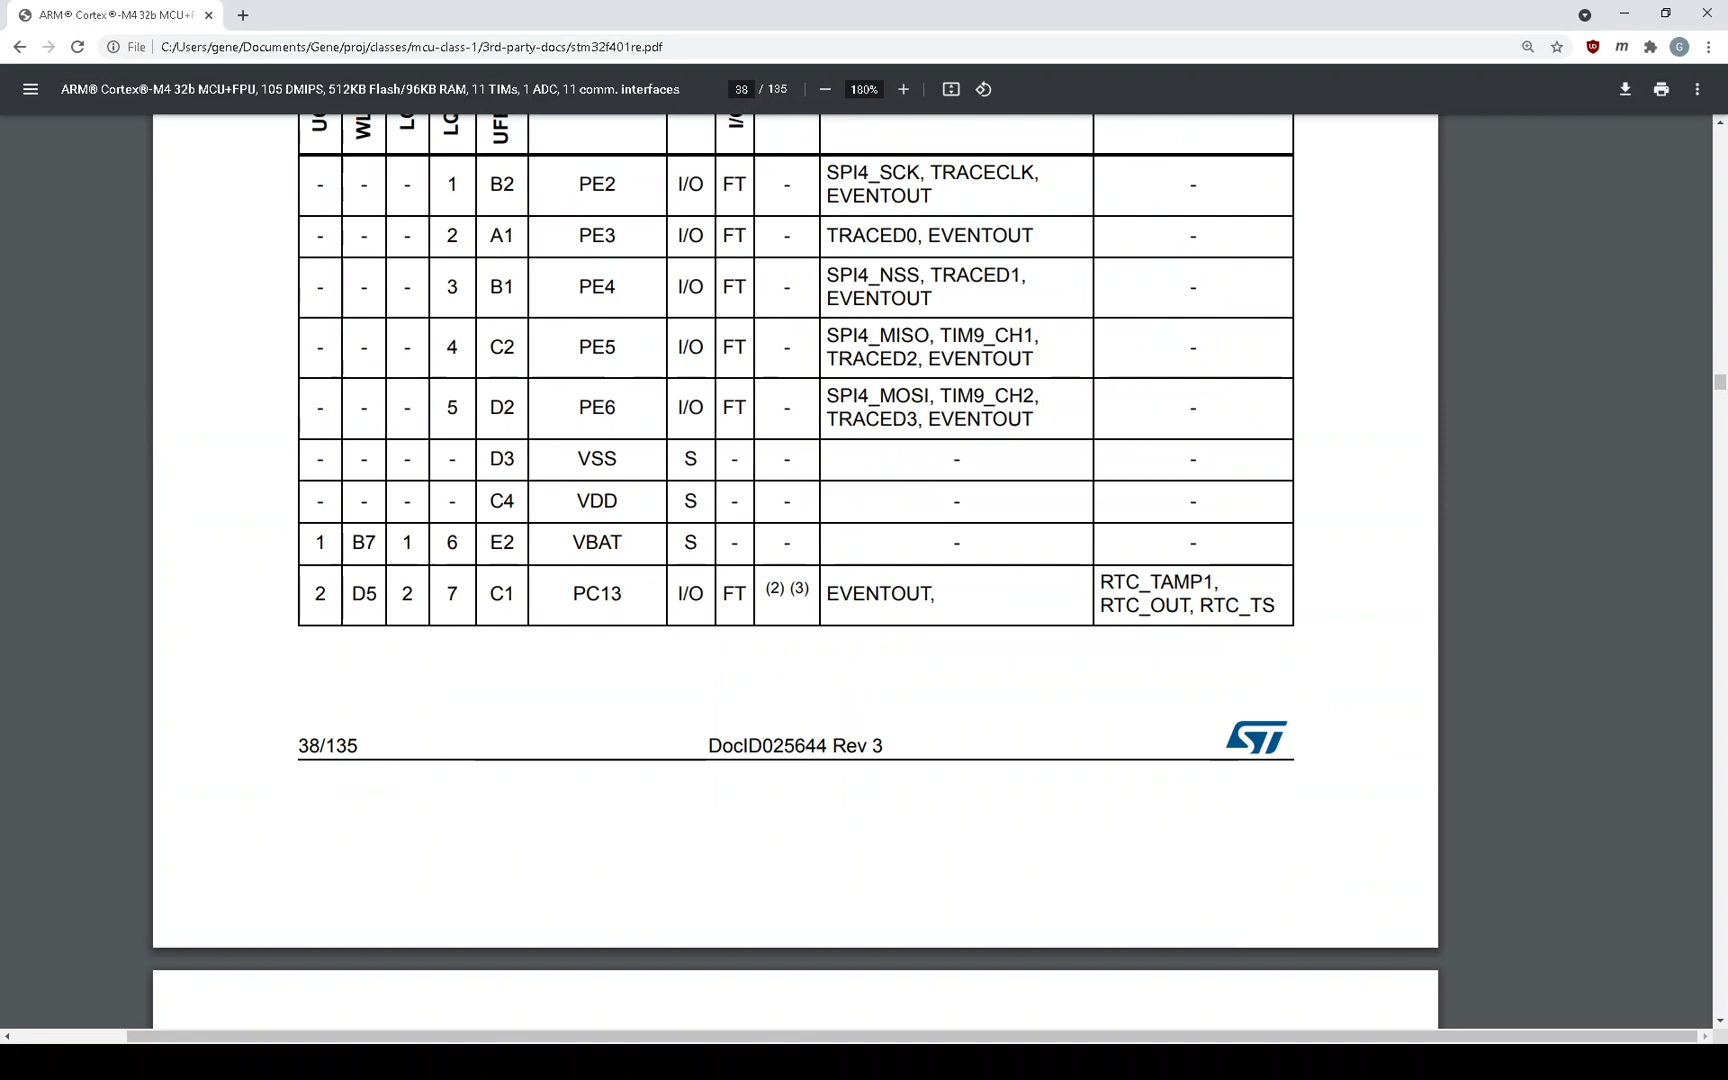 ARM® Cortex®-M4 32b MCU+F
File C:/Users/gene/Documents/Gene/proj/classes/mcu-class-1/3rd-party-docs/stm32f401re.pdf
G
ARM® Cortex®-M4 32b MCU+FPU, 105 DMIPS, 512KB Flash/96KB RAM, 11 TIMs, 1 ADC, 11 comm. interfaces 38 / 135 180%
- - - 1 B2 PE2 I/O FT - SPI4_SCK, TRACECLK, -
EVENTOUT
- - - 2 A1 PE3 I/O FT - TRACED0, EVENTOUT -
- - - 3 B1 PE4 I/O FT - SPI4_NSS, TRACED1, -
EVENTOUT
- - - 4 C2 PE5 I/O FT - SPI4_MISO, TIM9_CH1, -
TRACED2, EVENTOUT
- - - 5 D2 PE6 I/O FT - SPI4_MOSI, TIM9_CH2, -
TRACED3, EVENTOUT
- - - - D3 VSS S - - - -
- - - - C4 VDD S - - - -
1 B7 1 6 E2 VBAT S - - - -
2 D5 2 7 C1 PC13 I/O FT (2) (3) EVENTOUT, RTC_TAMP1,
RTC_OUT, RTC_TS
38/135 DocID025644 Rev 3 ST